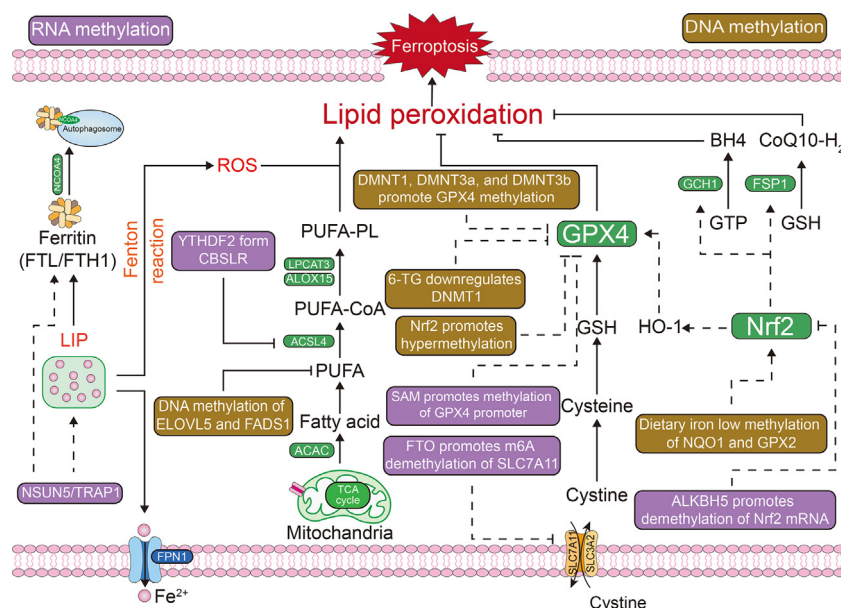 RNA methylation
Ferroptosis
DNA methylation
NCOA4
Autophagosome
NCOA4
Lipid peroxidation
BH4
CoQ10-H2
ROS
DMNT1, DMNT3a, and DMNT3b
promote GPX4 methylation
GCH1
FSP1
Ferritin
(FTL/FTH1)
Fenton
reaction
YTHDF2 form
CBSLR
PUFA-PL
LPCAT3
ALOX15
GPX4
GTP
GSH
6-TG downregulates
DNMT1
PUFA-CoA
Nrf2 promotes
hypermethylation
GSH
HO-1
Nrf2
LIP
ACSL4
PUFA
DNA methylation of
ELOVL5 and FADS1
Fatty acid
SAM promotes methylation
of GPX4 promoter
Cysteine
Dietary iron low methylation
of NQO1 and GPX2
ACAC
FTO promotes m6A
demethylation of SLC7A11
NSUN5/TRAP1
TCA
cycle
Mitochondria
Cystine
ALKBH5 promotes
demethylation of Nrf2 mRNA
FPN1
SLC7A11
SLC3A2
Fe2+
Cystine